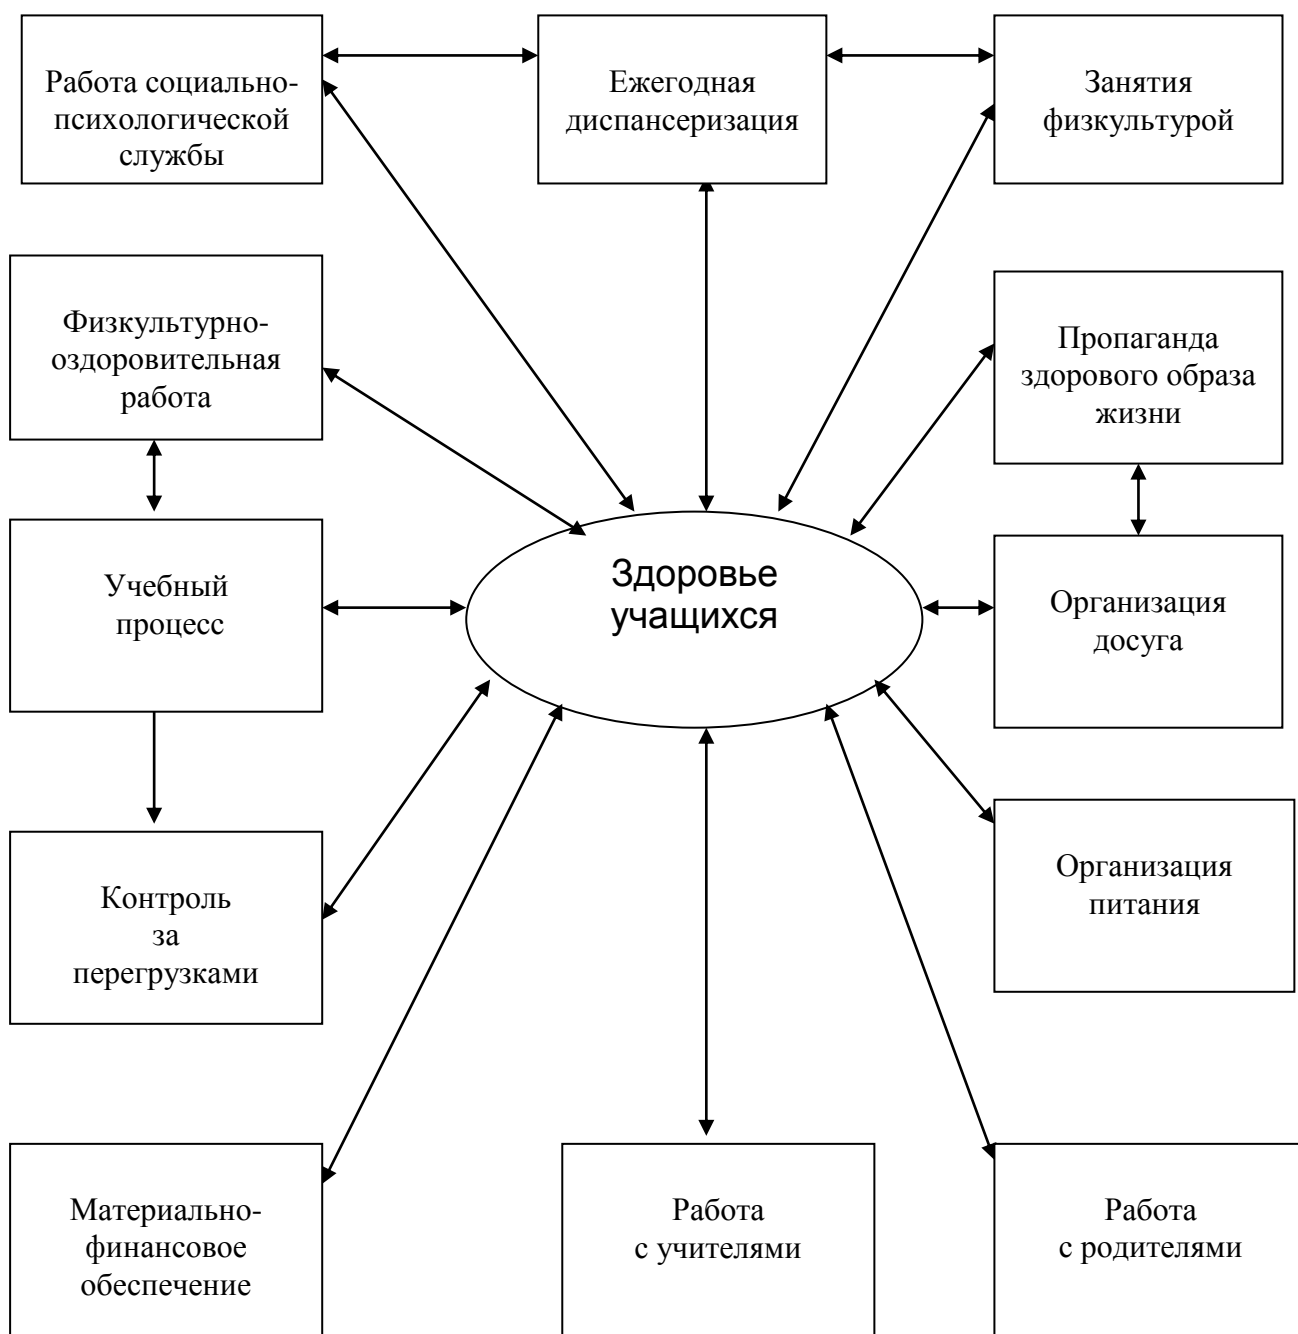 Работа социально-
психологической
службы
Ежегодная
диспансеризация
Занятия
физкультурой
Физкультурно-
оздоровительная
работа
Пропаганда
здорового образа
жизни
Учебный
процесс
Здоровье
учащихся
Организация
досуга
Контроль
за
перегрузками
Организация
питания
Материально-
финансовое
обеспечение
Работа
с учителями
Работа
с родителями